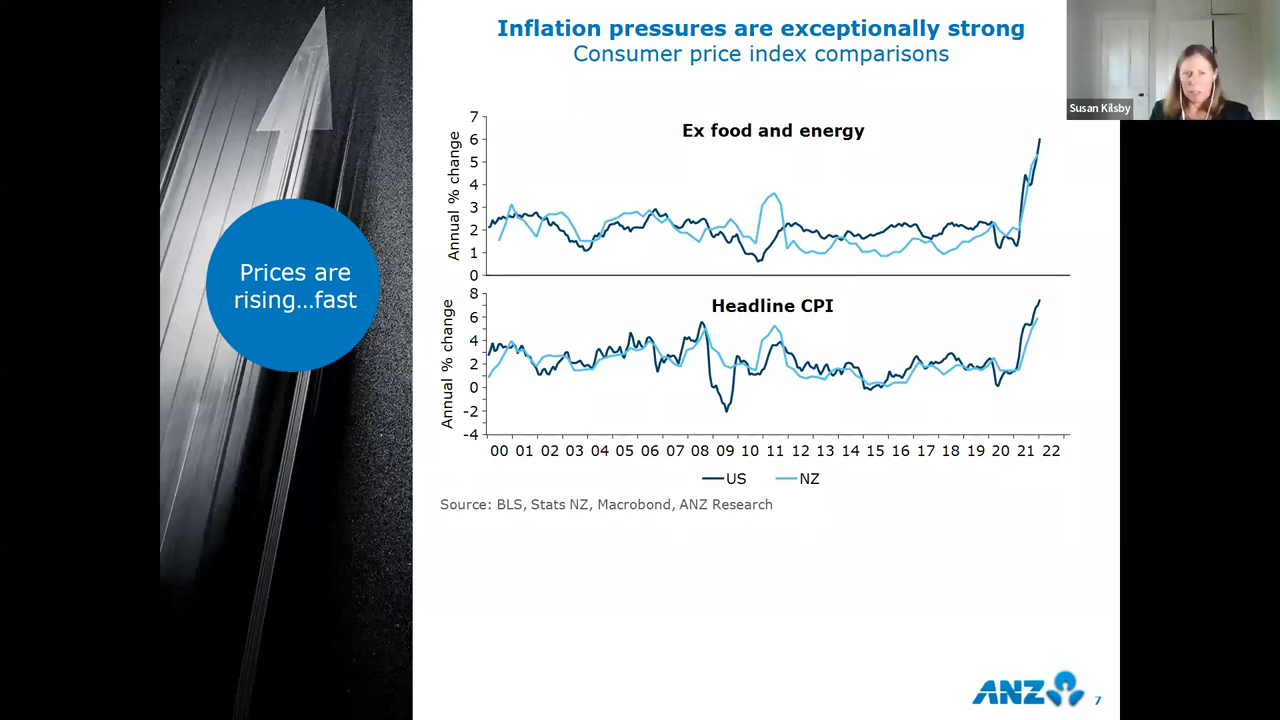 Inflation pressures are exceptionally strong
Consumer price index comparisons
Susan Kilsby
Prices are
rising...fast
Ex food and energy
Annual % change
7
6
5
4
3
2
1
0
Headline CPI
Annual % change
8
6
4
2
0
-2
-4
00 01 02 03 04 05 06 07 08 09 10 11 12 13 14 15 16 17 18 19 20 21 22
US NZ
Source: BLS, Stats NZ, Macrobond, ANZ Research
ANZ
7